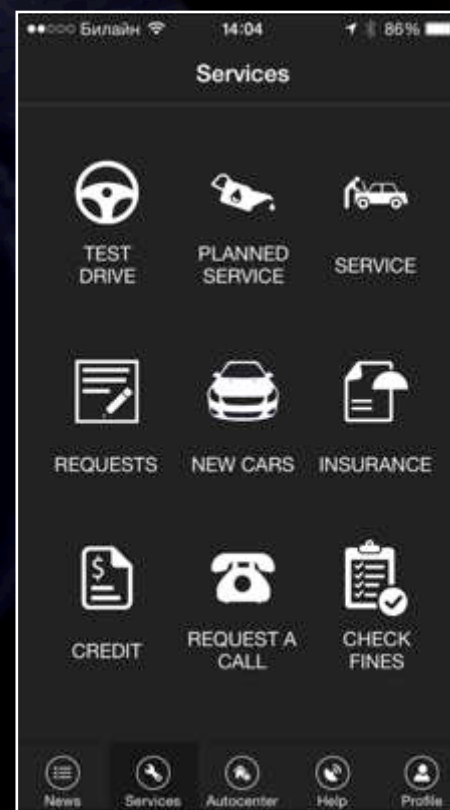 Билайн 14:04 86%
Services
TEST
DRIVE
PLANNED
SERVICE
SERVICE
REQUESTS
NEW CARS
INSURANCE
$
CREDIT
REQUEST A
CALL
CHECK
FINES
News Services Autocenter Help Profile